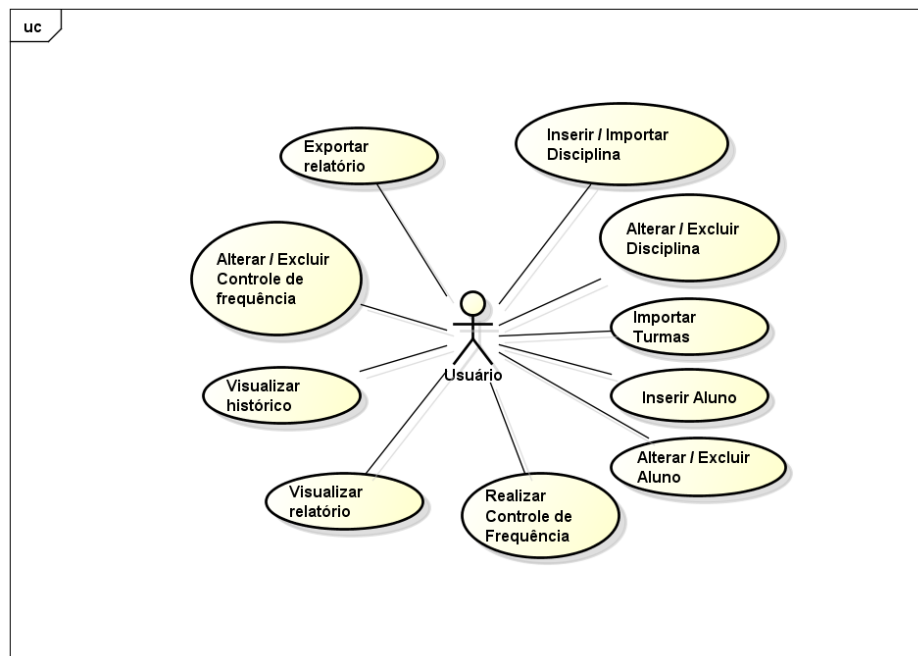 uc
Exportar
relatório
Inserir / Importar
Disciplina
Alterar / Excluir
Disciplina
Alterar / Excluir
Controle de
frequência
Importar
Turmas
Usuário
Visualizar
histórico
Inserir Aluno
Alterar / Excluir
Aluno
Visualizar
relatório
Realizar
Controle de
Frequência